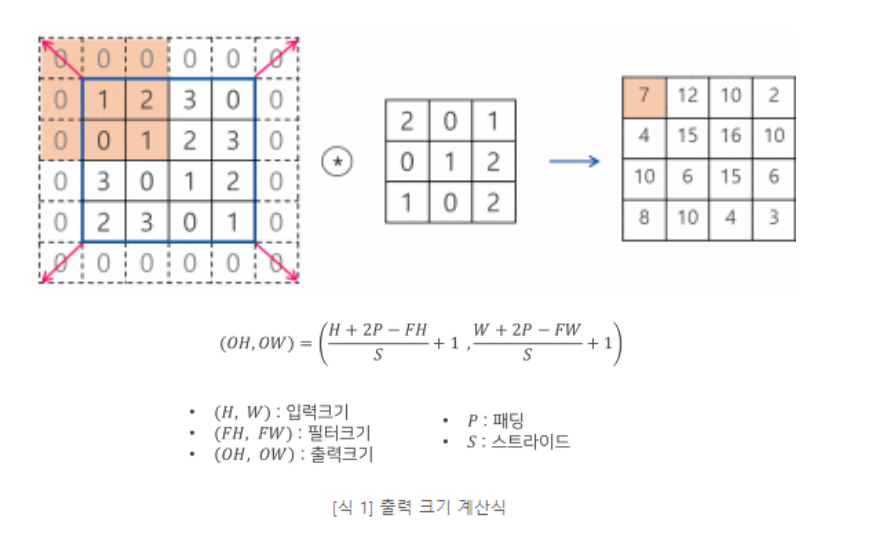 0 0 0 0 0 0
0 1 2 3 0 0
0 0 1 2 3 0
0 3 0 1 2 0
0 2 3 0 1 0
0 0 0 0 0 0
*
2 0 1
0 1 2
1 0 2
7 12 10 2
4 15 16 10
10 6 15 6
8 10 4 3
(OH, OW) = ( (H + 2P − FH)/S + 1 , (W + 2P − FW)/S + 1 )
• (H, W) : 입력크기
• (FH, FW) : 필터크기
• (OH, OW) : 출력크기
• P : 패딩
• S : 스트라이드
[식 1] 출력 크기 계산식